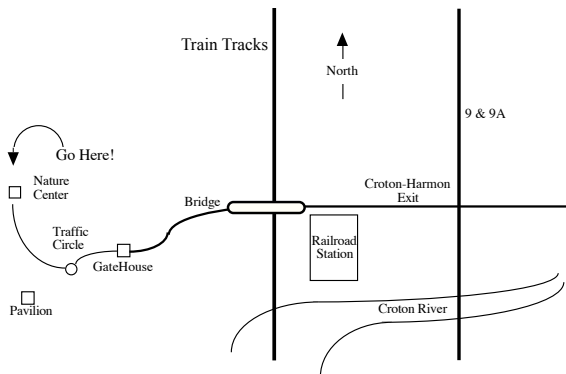 Train Tracks
North
9 & 9A
Go Here!
Nature
Center
Croton-Harmon
Exit
Bridge
Traffic
Circle
GateHouse
Railroad
Station
Pavilion
Croton River